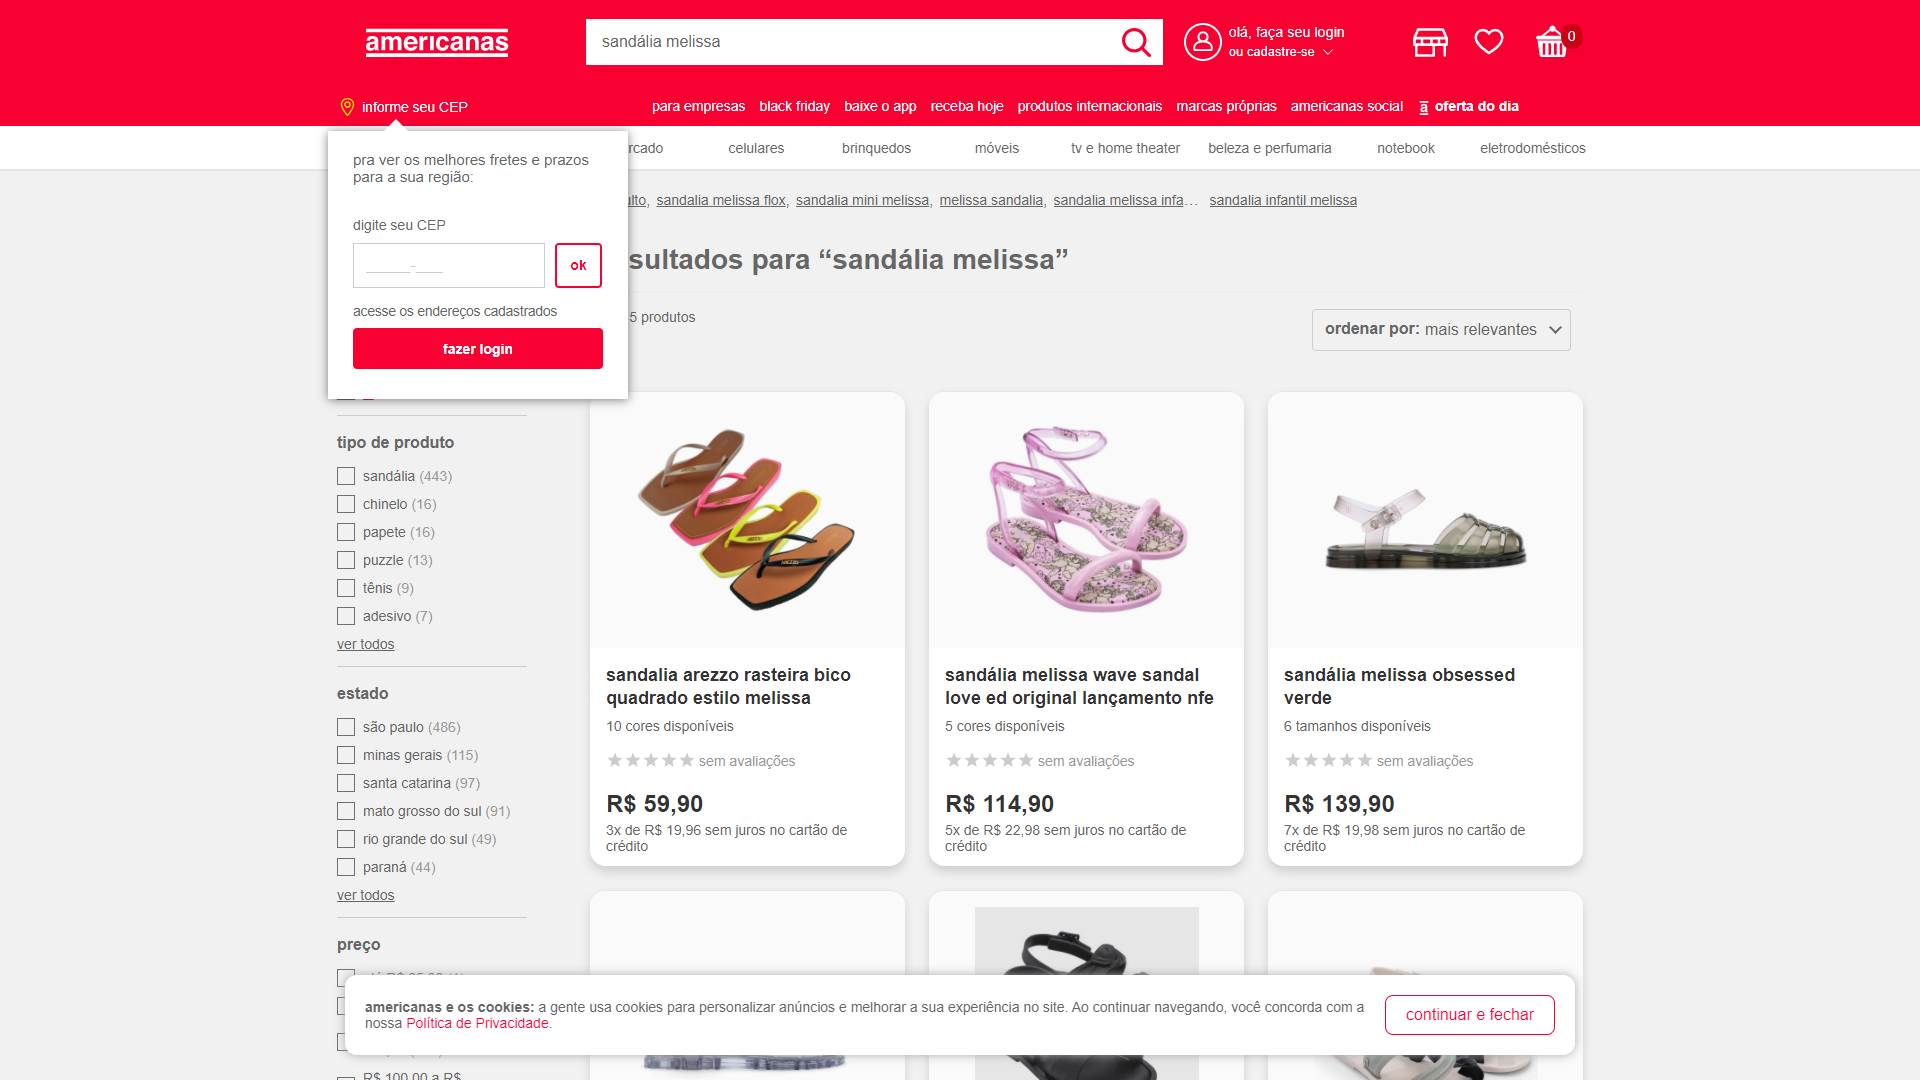 americanas
sandália melissa
olá, faça seu login
ou cadastre-se
0
informe seu CEP
para empresas
black friday
baixe o app
receba hoje
produtos internacionais
marcas próprias
americanas social
a oferta do dia
rcado
celulares
brinquedos
móveis
tv e home theater
beleza e perfumaria
notebook
eletrodomésticos
pra ver os melhores fretes e prazos
para a sua região:
digite seu CEP
_____-___
ok
acesse os endereços cadastrados
fazer login
ulto, sandalia melissa flox, sandalia mini melissa, melissa sandalia, sandalia melissa infa... sandalia infantil melissa
sultados para “sandália melissa”
5 produtos
ordenar por: mais relevantes
tipo de produto
sandália (443)
chinelo (16)
papete (16)
puzzle (13)
tênis (9)
adesivo (7)
ver todos
estado
são paulo (486)
minas gerais (115)
santa catarina (97)
mato grosso do sul (91)
rio grande do sul (49)
paraná (44)
ver todos
preço
R$ 100,00 a R$
sandalia arezzo rasteira bico
quadrado estilo melissa
10 cores disponíveis
sem avaliações
R$ 59,90
3x de R$ 19,96 sem juros no cartão de
crédito
sandália melissa wave sandal
love ed original lançamento nfe
5 cores disponíveis
sem avaliações
R$ 114,90
5x de R$ 22,98 sem juros no cartão de
crédito
sandália melissa obsessed
verde
6 tamanhos disponíveis
sem avaliações
R$ 139,90
7x de R$ 19,98 sem juros no cartão de
crédito
americanas e os cookies: a gente usa cookies para personalizar anúncios e melhorar a sua experiência no site. Ao continuar navegando, você concorda com a
nossa Política de Privacidade.
continuar e fechar